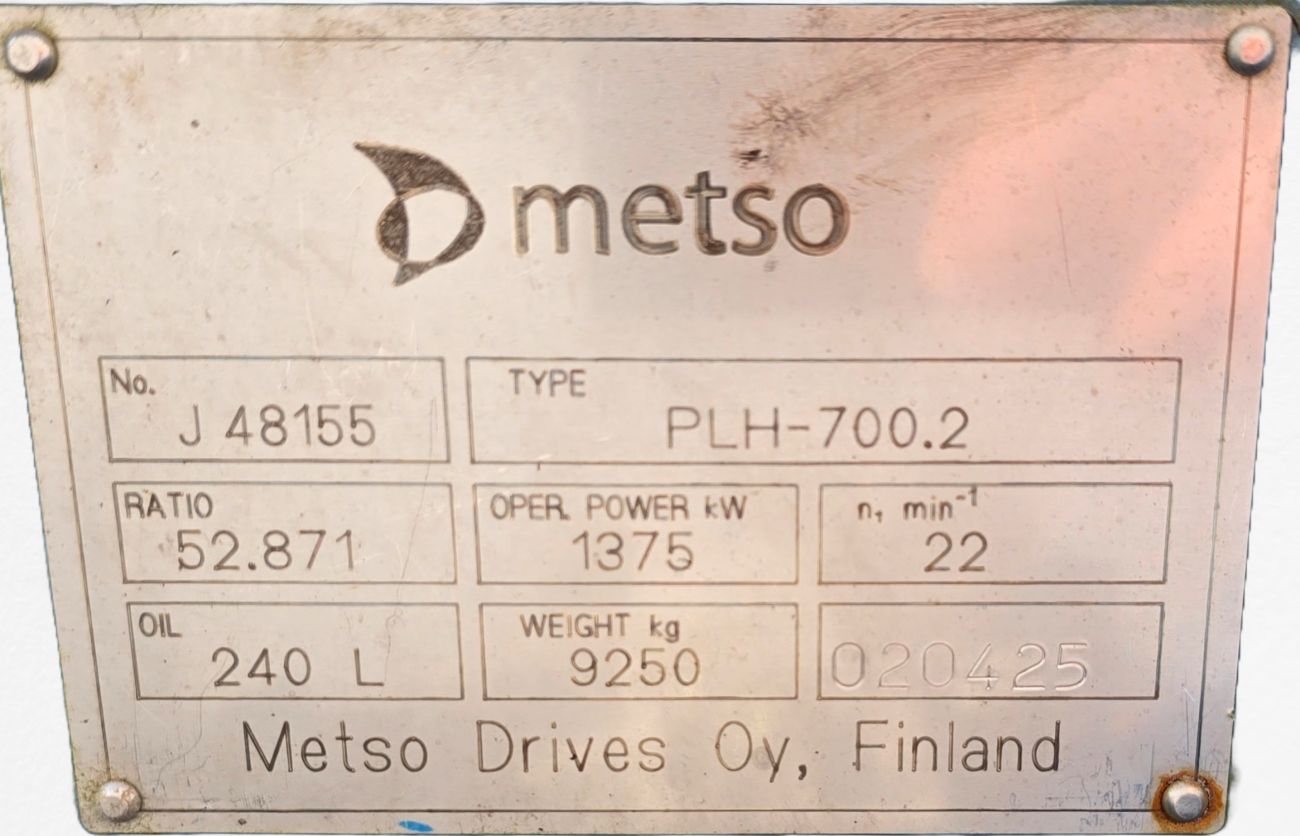 metso
No.
J 48155
TYPE
PLH-700.2
RATIO
52.871
OPER. POWER kW
1375
n, min⁻¹
22
OIL
240 L
WEIGHT kg
9250
020425
Metso Drives Oy, Finland